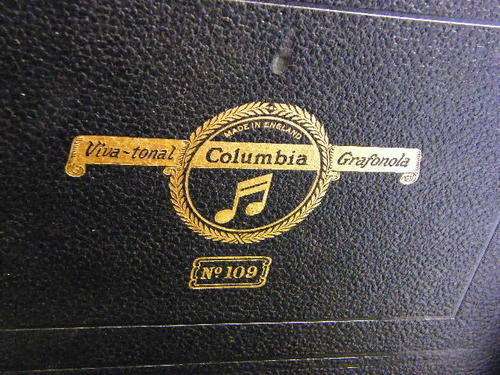 MADE IN ENGLAND
Viva-tonal Columbia Grafonola
No 109